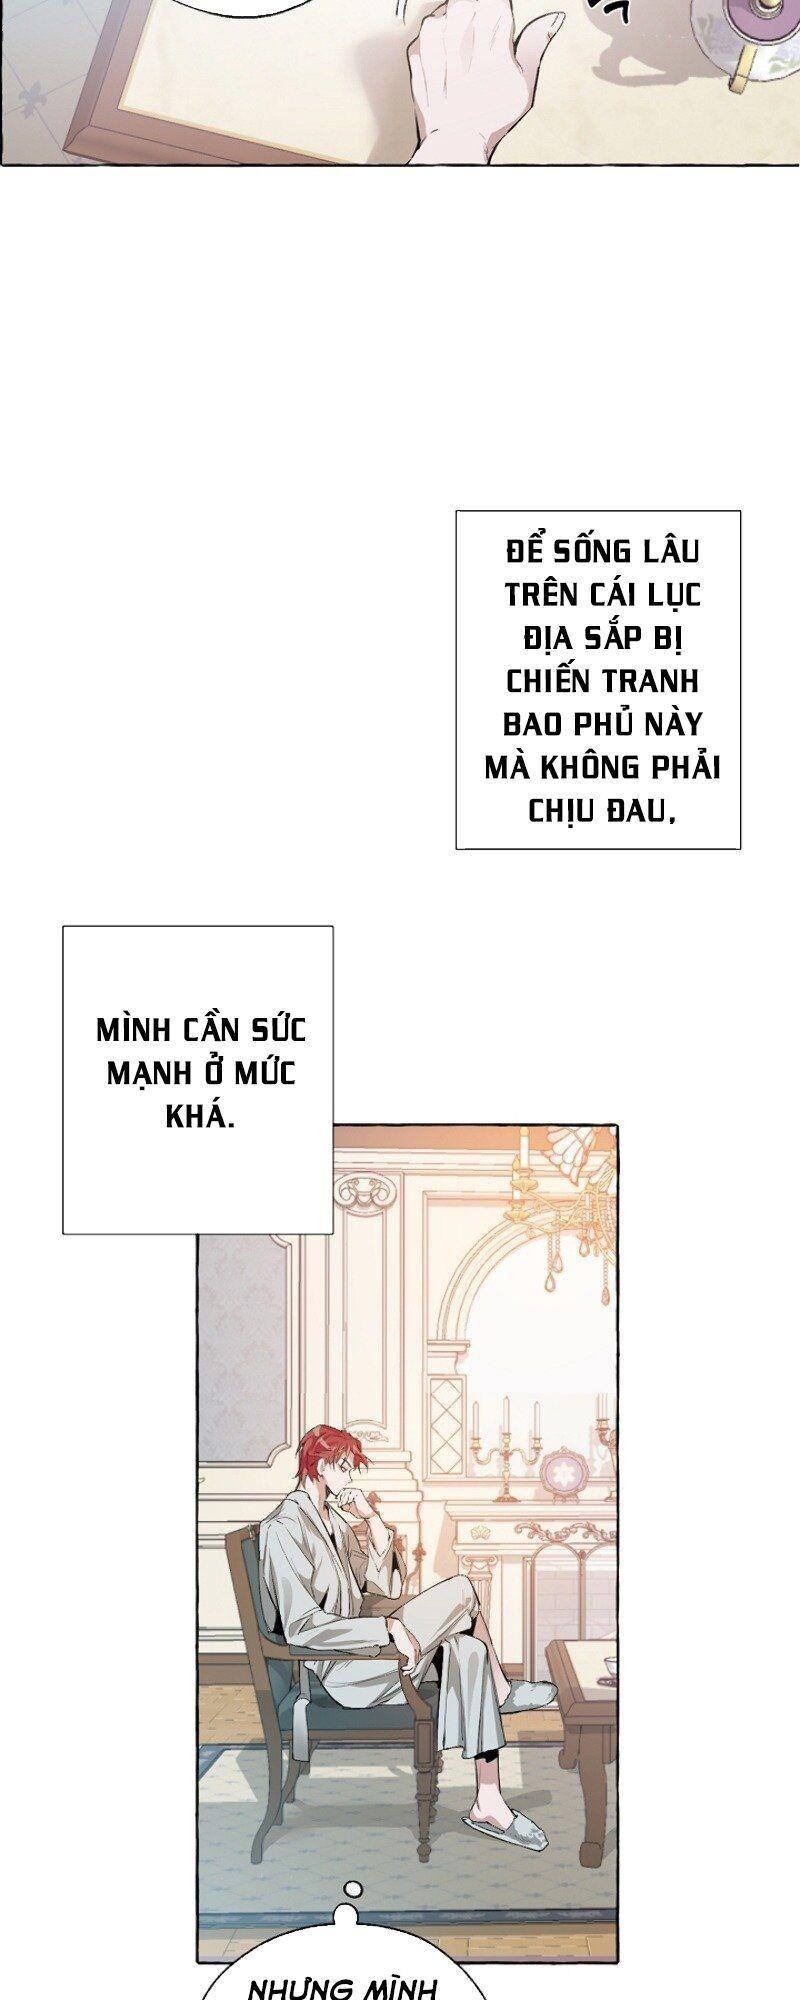 ĐỂ SỐNG LÂU
TRÊN CÁI LỤC
ĐỊA SẮP BỊ
CHIẾN TRANH
BAO PHỦ NÀY
MÀ KHÔNG PHẢI
CHỊU ĐAU,
MÌNH CẦN SỨC
MẠNH Ở MỨC
KHÁ.
NHƯNG MÌNH